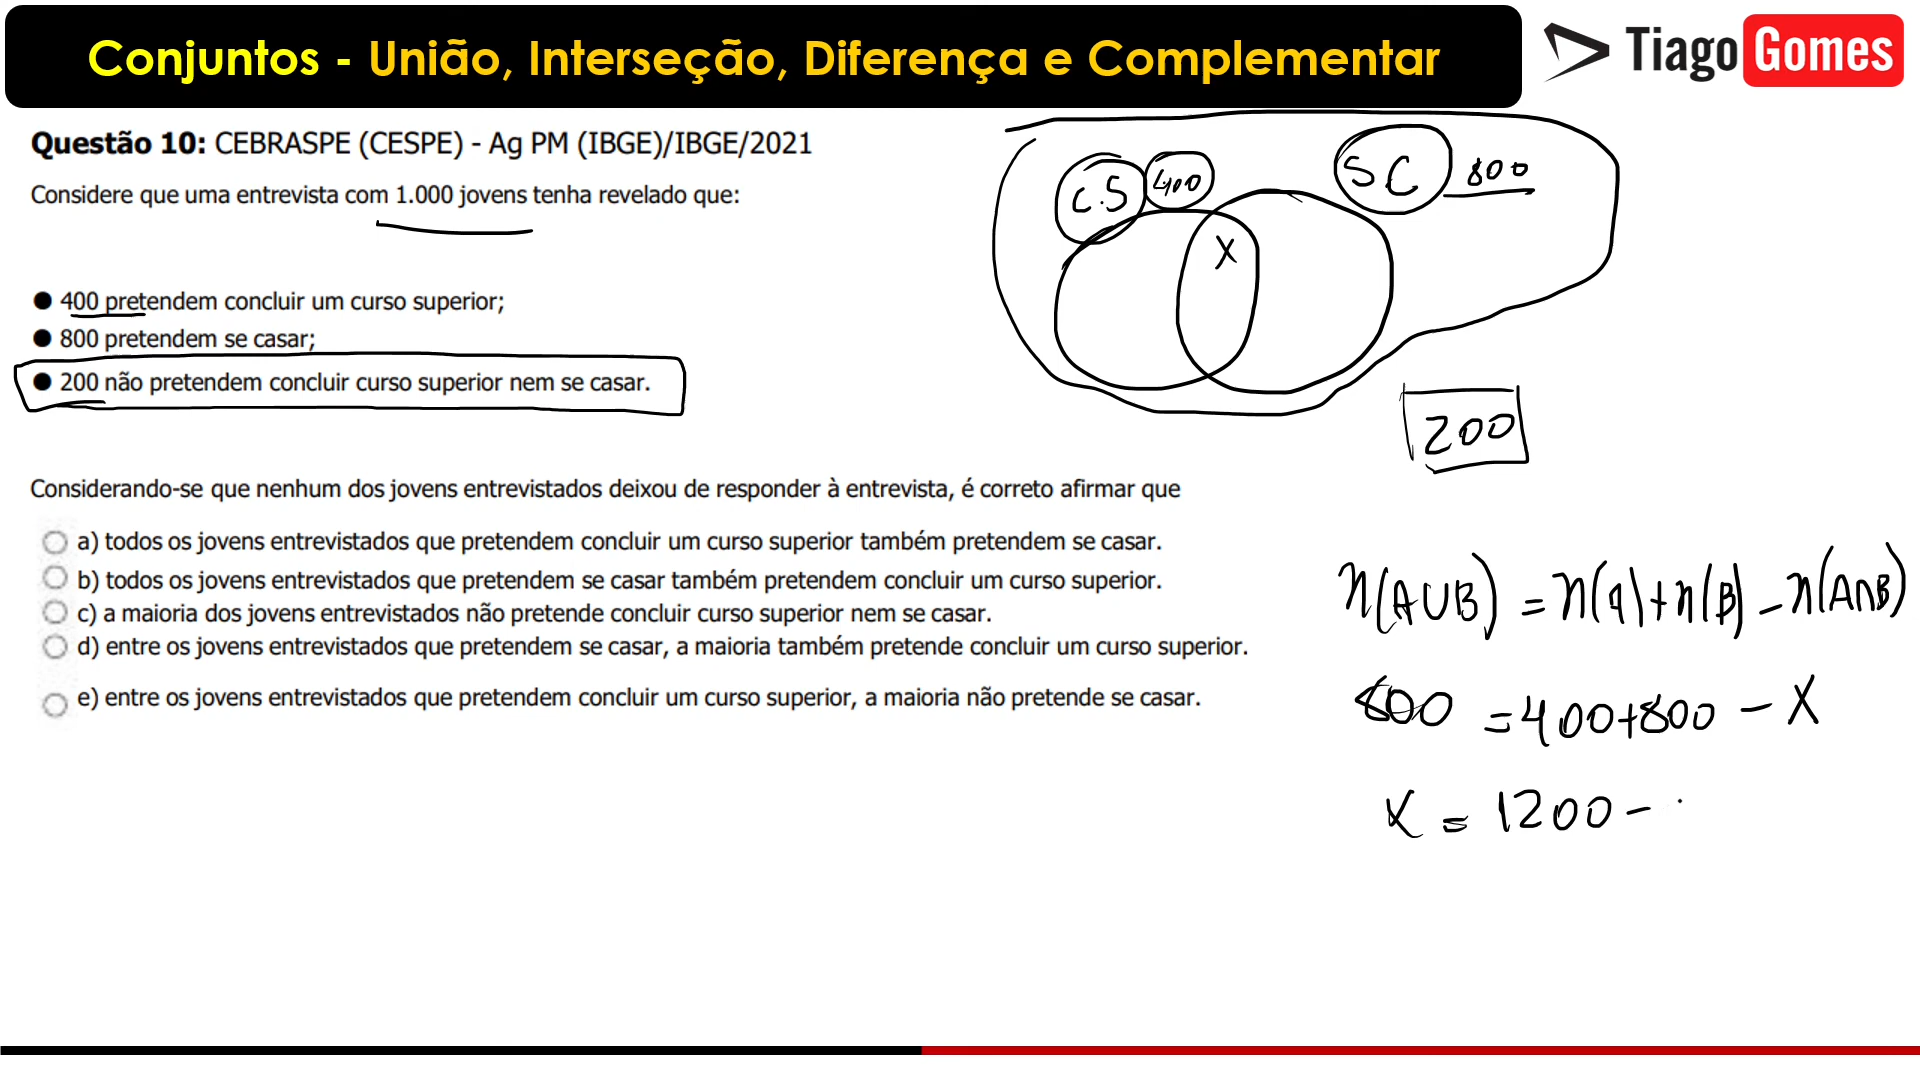 Conjuntos - União, Interseção, Diferença e Complementar
Tiago Gomes
Questão 10: CEBRASPE (CESPE) - Ag PM (IBGE)/IBGE/2021
Considere que uma entrevista com 1.000 jovens tenha revelado que:
● 400 pretendem concluir um curso superior;
● 800 pretendem se casar;
● 200 não pretendem concluir curso superior nem se casar.
C.S 400
SC 800
X
200
Considerando-se que nenhum dos jovens entrevistados deixou de responder à entrevista, é correto afirmar que
a) todos os jovens entrevistados que pretendem concluir um curso superior também pretendem se casar.
b) todos os jovens entrevistados que pretendem se casar também pretendem concluir um curso superior.
c) a maioria dos jovens entrevistados não pretende concluir curso superior nem se casar.
d) entre os jovens entrevistados que pretendem se casar, a maioria também pretende concluir um curso superior.
e) entre os jovens entrevistados que pretendem concluir um curso superior, a maioria não pretende se casar.
n(A∪B) = n(A) + n(B) - n(A∩B)
800 = 400+800 - X
X = 1200 -